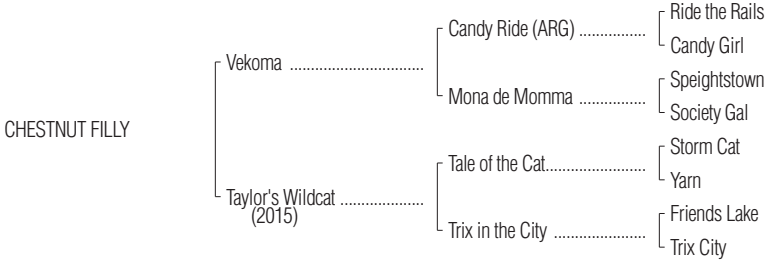 Ride the Rails
Candy Ride (ARG) ................
Candy Girl
Vekoma ................................
Speightstown
Mona de Momma ................
Society Gal
CHESTNUT FILLY
Storm Cat
Tale of the Cat........................
Yarn
Taylor's Wildcat ....................
(2015)
Friends Lake
Trix in the City ......................
Trix City